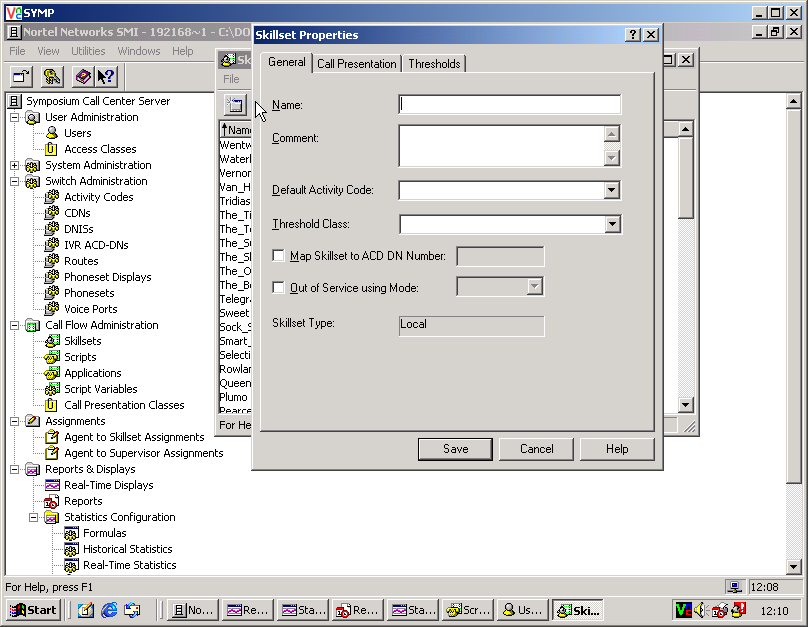 SYMP
Nortel Networks SMI - 192168~1 - C:\DO
File View Utilities Windows Help
Symposium Call Center Server
User Administration
Users
Access Classes
System Administration
Switch Administration
Activity Codes
CDNs
DNISs
IVR ACD-DNs
Routes
Phoneset Displays
Phonesets
Voice Ports
Call Flow Administration
Skillsets
Scripts
Applications
Script Variables
Call Presentation Classes
Assignments
Agent to Skillset Assignments
Agent to Supervisor Assignments
Reports & Displays
Real-Time Displays
Reports
Statistics Configuration
Formulas
Historical Statistics
Real-Time Statistics
Sk
File
Name
Wentw
Waterl
Vernor
Van_H
Tridias
The_Ti
The_Te
The_Su
The_Sl
The_O
The_Bo
Telegra
Sweet
Sock_S
Smart_
Selecti
Rowlan
Queen
Plumo
Pearce
For He
Skillset Properties
General Call Presentation Thresholds
Name:
Comment:
Default Activity Code:
Threshold Class:
Map Skillset to ACD DN Number:
Out of Service using Mode:
Skillset Type: Local
Save Cancel Help
For Help, press F1 12:08
Start No... Re... Sta... Re... Sta... Scr... Us... Ski... 12:10